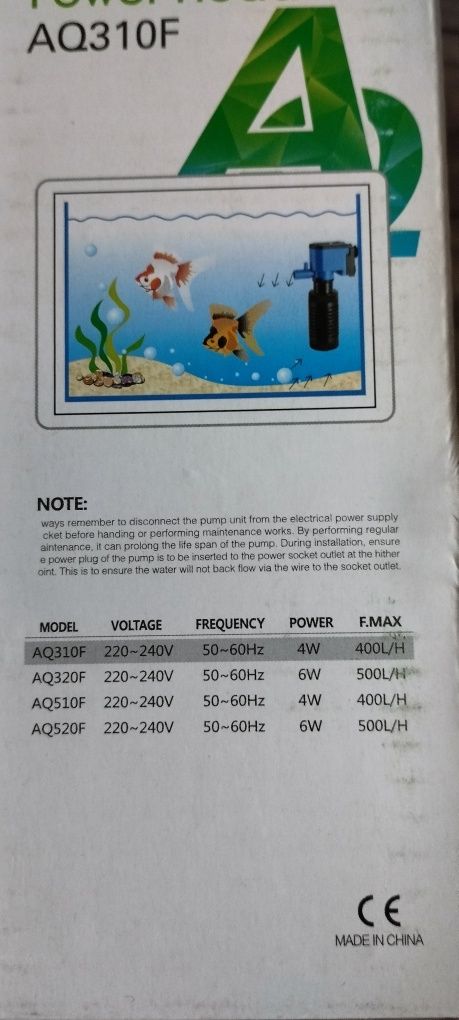 AQ310F
NOTE:
ways remember to disconnect the pump unit from the electrical power supply
cket before handing or performing maintenance works. By performing regular
aintenance, it can prolong the life span of the pump. During installation, ensure
e power plug of the pump is to be inserted to the power socket outlet at the hither
oint. This is to ensure the water will not back flow via the wire to the socket outlet.
MODEL VOLTAGE FREQUENCY POWER F.MAX
AQ310F 220~240V 50~60Hz 4W 400L/H
AQ320F 220~240V 50~60Hz 6W 500L/H
AQ510F 220~240V 50~60Hz 4W 400L/H
AQ520F 220~240V 50~60Hz 6W 500L/H
CE
MADE IN CHINA